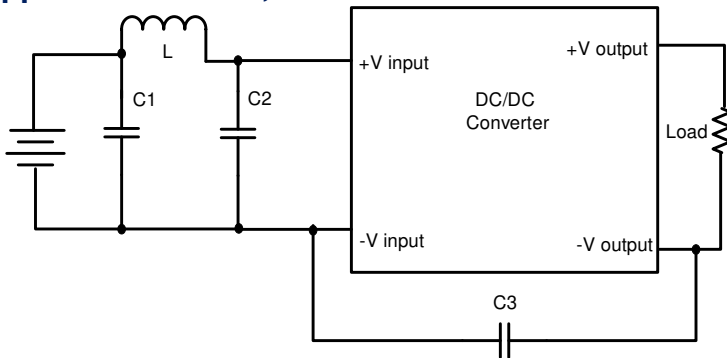 L
+V output
+V input
C1
C2
DC/DC
Converter
Load
-V input
-V output
C3